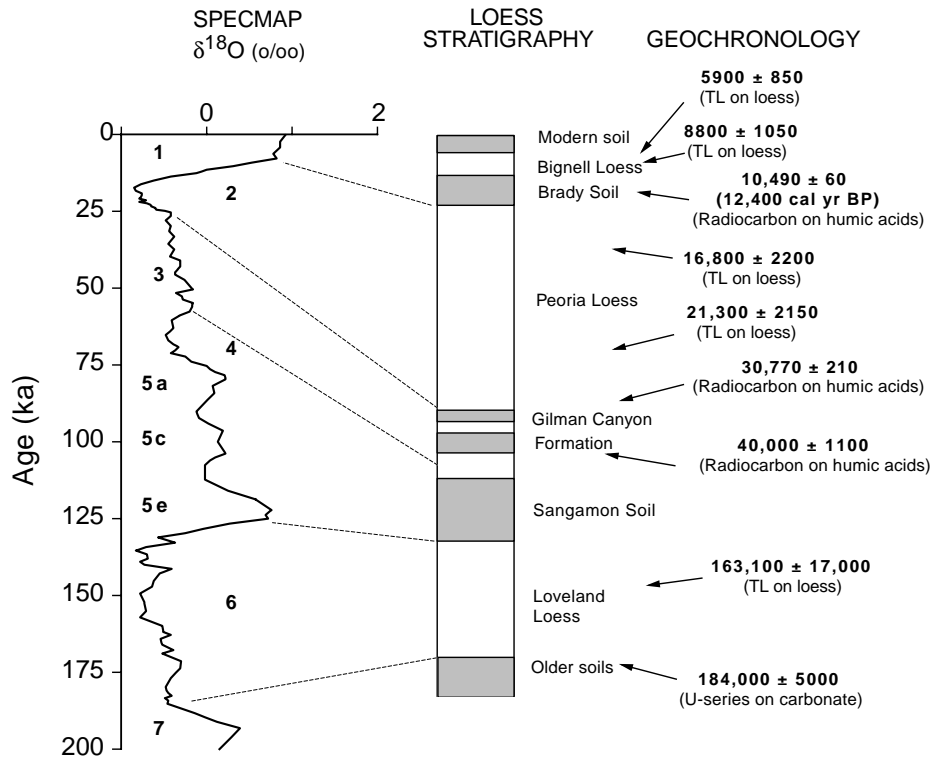 SPECMAP
δ18O (o/oo)
LOESS
STRATIGRAPHY
GEOCHRONOLOGY
0
2
Age (ka)
0
25
50
75
100
125
150
175
200
1
2
3
4
5a
5c
5e
6
7
Modern soil
Bignell Loess
Brady Soil
Peoria Loess
Gilman Canyon
Formation
Sangamon Soil
Loveland
Loess
Older soils
5900 ± 850
(TL on loess)
8800 ± 1050
(TL on loess)
10,490 ± 60
(12,400 cal yr BP)
(Radiocarbon on humic acids)
16,800 ± 2200
(TL on loess)
21,300 ± 2150
(TL on loess)
30,770 ± 210
(Radiocarbon on humic acids)
40,000 ± 1100
(Radiocarbon on humic acids)
163,100 ± 17,000
(TL on loess)
184,000 ± 5000
(U-series on carbonate)